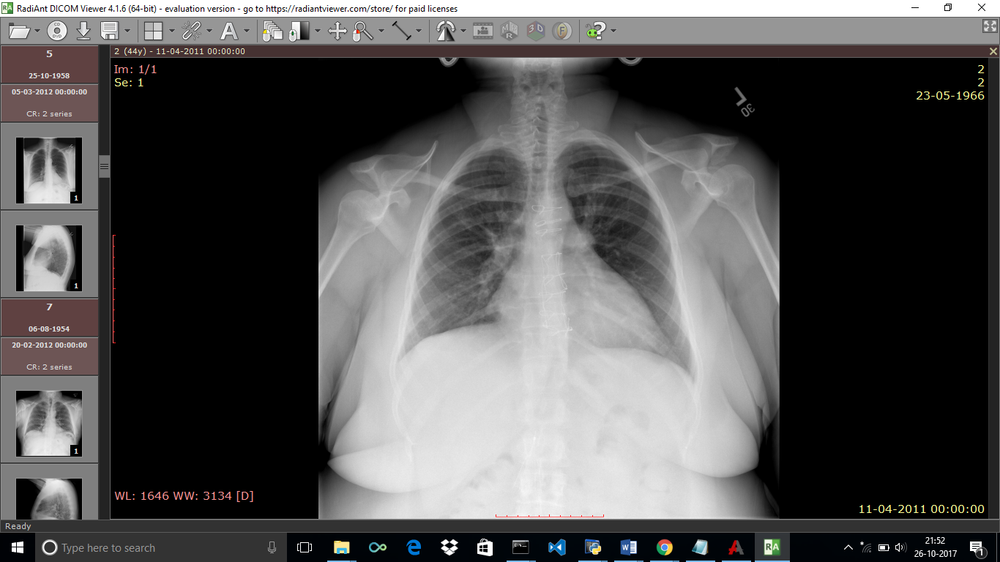 RadiAnt DICOM Viewer 4.1.6 (64-bit) - evaluation version - go to https://radiantviewer.com/store/ for paid licenses
5
25-10-1958
05-03-2012 00:00:00
CR: 2 series
1
1
7
06-08-1954
20-02-2012 00:00:00
CR: 2 series
1
2 (44y) - 11-04-2011 00:00:00
Im: 1/1
Se: 1
2
2
23-05-1966
L
30
WL: 1646 WW: 3134 [D]
11-04-2011 00:00:00
Ready
Type here to search
21:52
26-10-2017
1